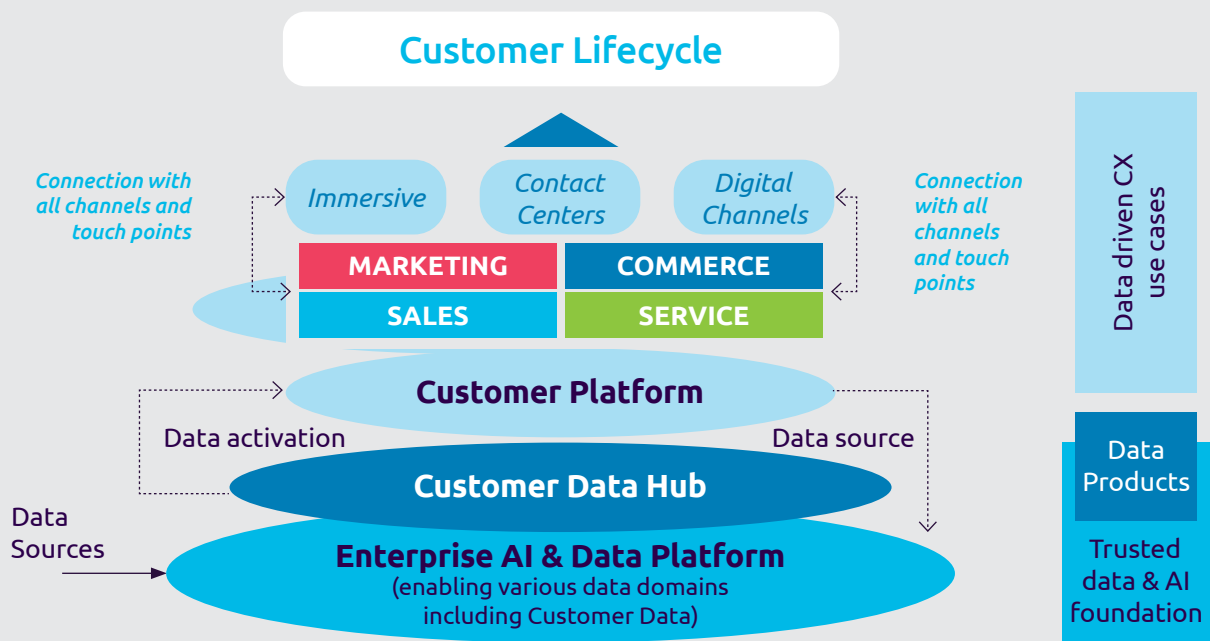 Customer Lifecycle
Connection with
all channels and
touch points
Immersive
Contact
Centers
Digital
Channels
Connection
with all
channels
and touch
points
MARKETING
COMMERCE
SALES
SERVICE
Customer Platform
Data activation
Data source
Customer Data Hub
Data
Sources
Enterprise AI & Data Platform
(enabling various data domains
including Customer Data)
Data driven CX
use cases
Data
Products
Trusted
data & AI
foundation